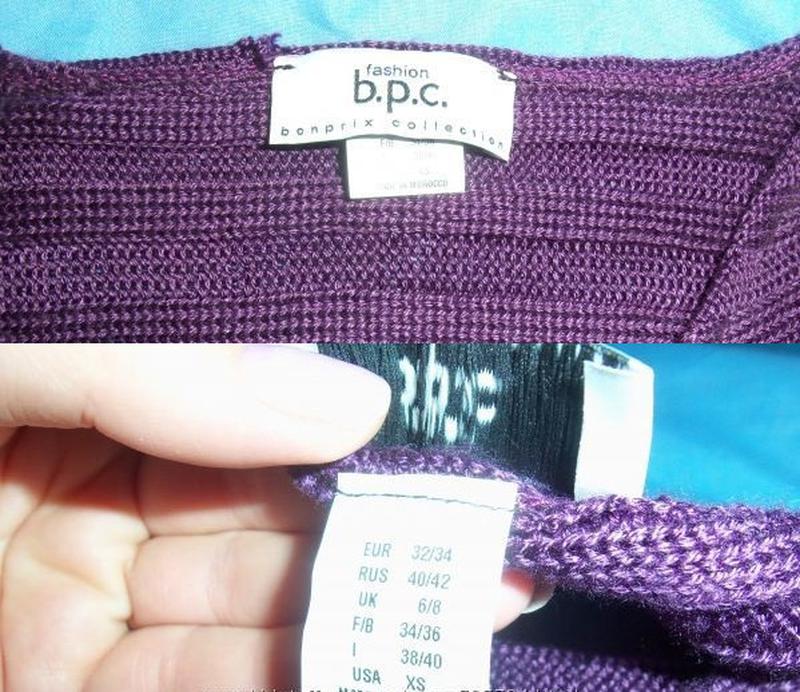 fashion
b.p.c.
bonprix collection
MADE IN MOROCCO
EUR 32/34
RUS 40/42
UK 6/8
F/B 34/36
I 38/40
USA XS